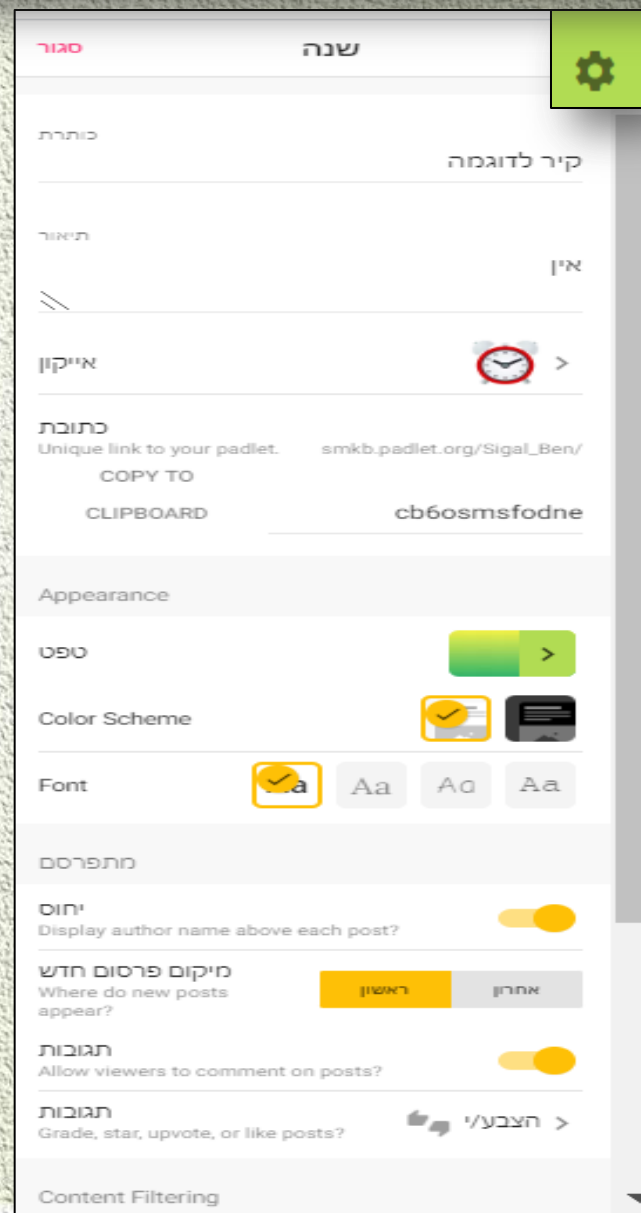 סגור
שנה
כותרת
קיר לדוגמה
תיאור
אין
אייקון
כתובת
Unique link to your padlet.
smkb.padlet.org/Sigal_Ben/
COPY TO
CLIPBOARD
cb6osmsfodne
Appearance
טפט
Color Scheme
Font
Aa Aa Aa
מתפרסם
יחוס
Display author name above each post?
מיקום פרסום חדש
Where do new posts
appear?
ראשון
אחרון
תגובות
Allow viewers to comment on posts?
תגובות
Grade, star, upvote, or like posts?
הצבע/י
Content Filtering